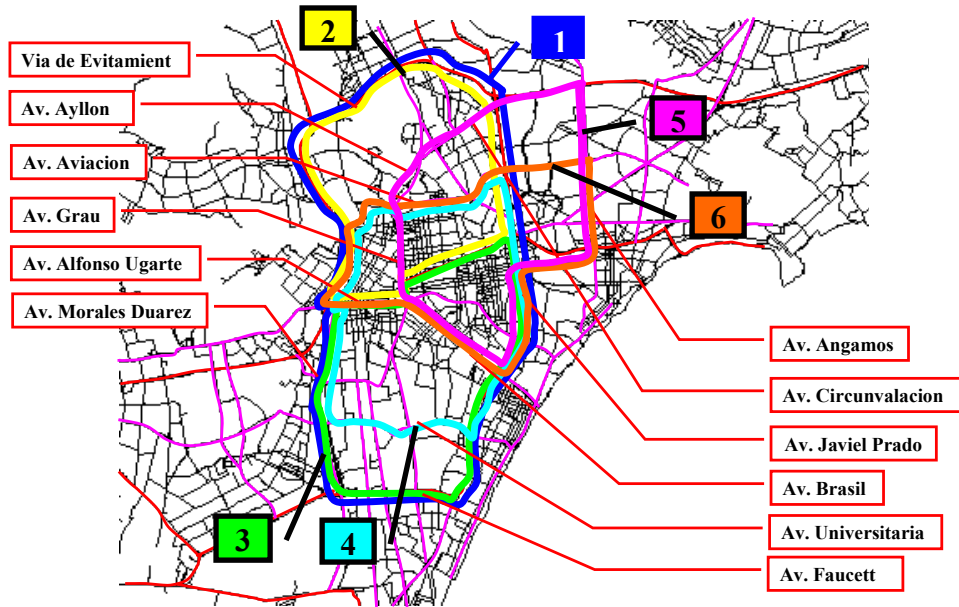 2
1
Via de Evitamient
Av. Ayllon
5
Av. Aviacion
Av. Grau
6
Av. Alfonso Ugarte
Av. Morales Duarez
Av. Angamos
Av. Circunvalacion
Av. Javiel Prado
Av. Brasil
3
4
Av. Universitaria
Av. Faucett